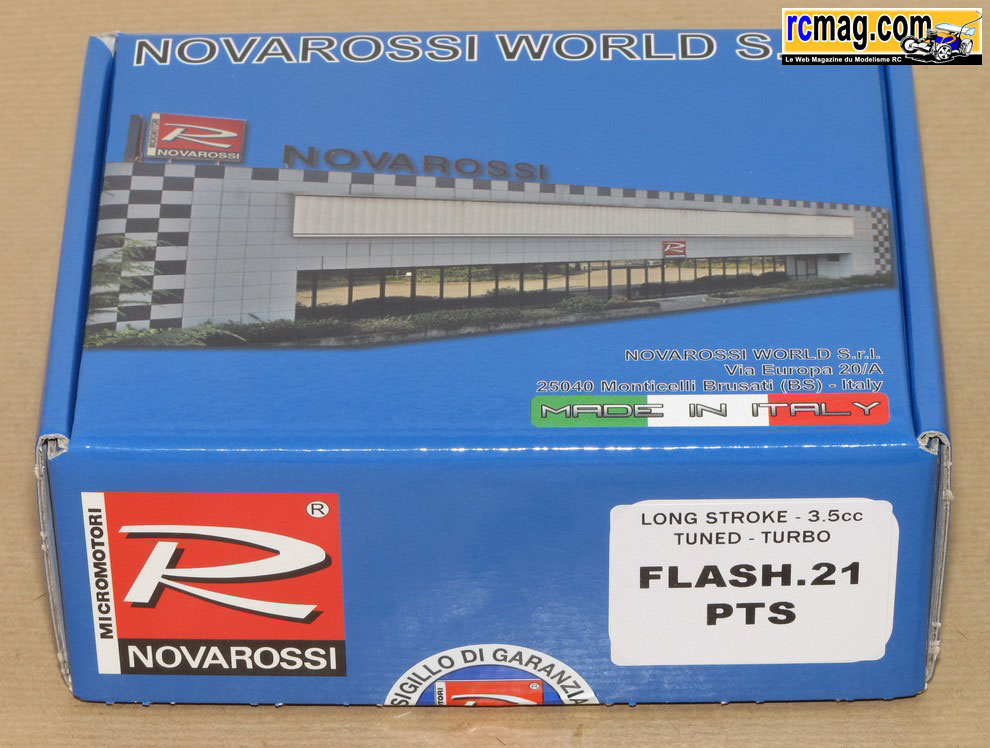 NOVAROSSI WORLD S.
rcmag.com
Le Web Magazine du Modelisme RC
R
NOVAROSSI
NOVAROSSI
R
NOVAROSSI WORLD S.r.l.
Via Europa 20/A
25040 Monticelli Brusati (BS) - Italy
MADE IN ITALY
MICROMOTORI
R
®
NOVAROSSI
LONG STROKE - 3.5cc
TUNED - TURBO
FLASH.21
PTS
SIGILLO DI GARANZIA
MICROMOTORI
®